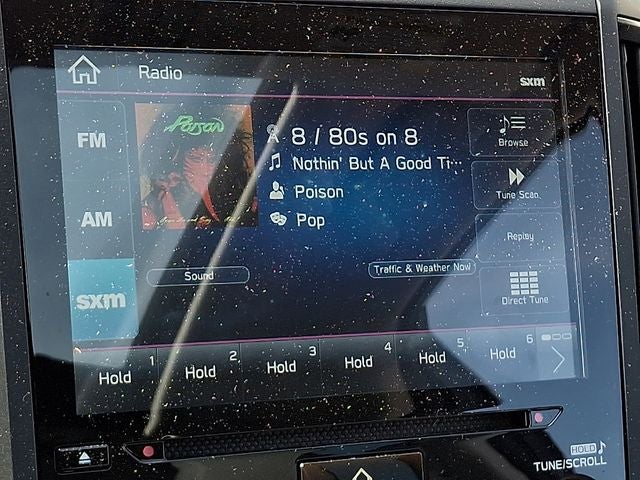 Radio
sxm
FM
AM
sxm
Poison
8 / 80s on 8
Nothin' But A Good Ti...
Poison
Pop
Sound
Traffic & Weather Now
Browse
Tune Scan
Replay
Direct Tune
1 Hold
2 Hold
3 Hold
4 Hold
5 Hold
6 Hold
HOLD
TUNE/SCROLL